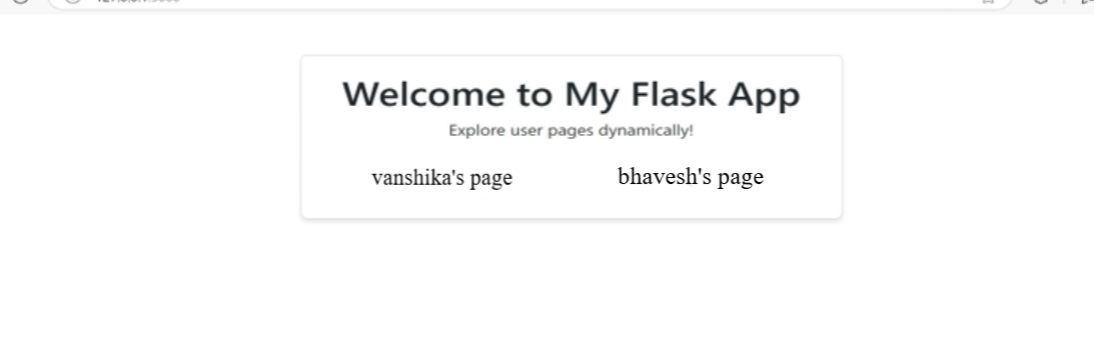 Welcome to My Flask App
Explore user pages dynamically!
vanshika's page bhavesh's page